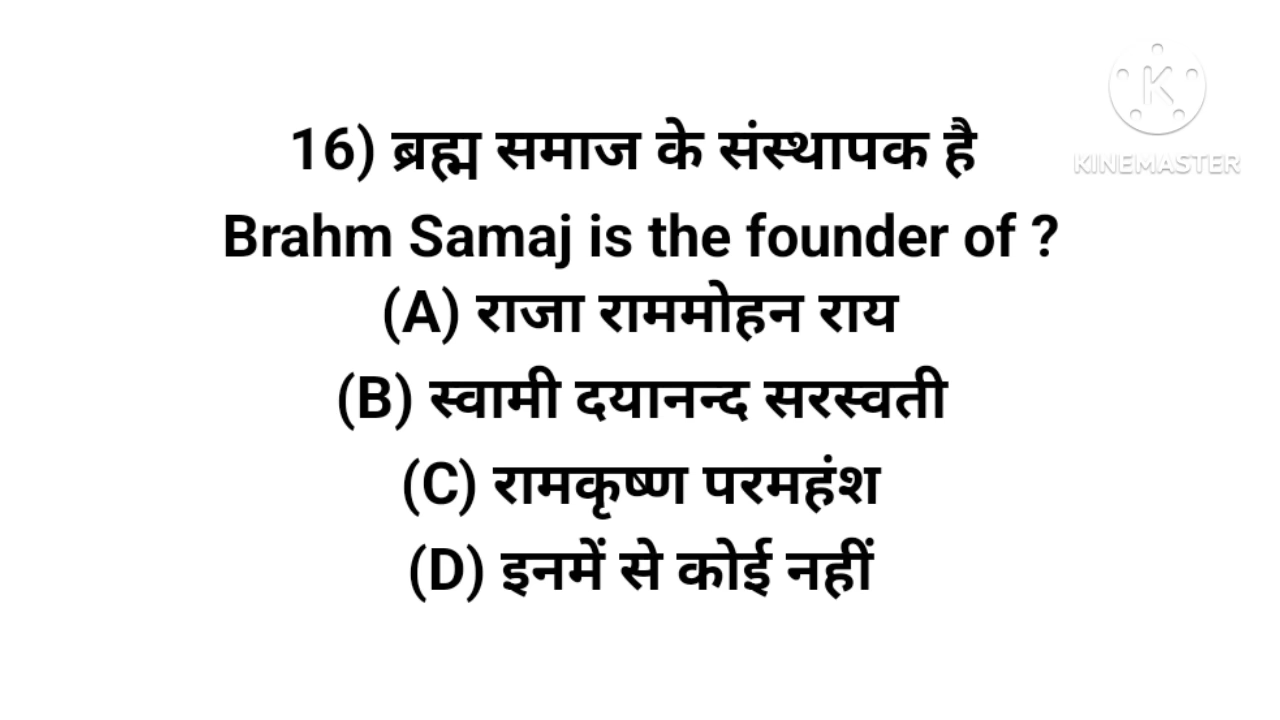 16) ब्रह्म समाज के संस्थापक है
Brahm Samaj is the founder of ?
(A) राजा राममोहन राय
(B) स्वामी दयानन्द सरस्वती
(C) रामकृष्ण परमहंश
(D) इनमें से कोई नहीं
K
KINEMASTER